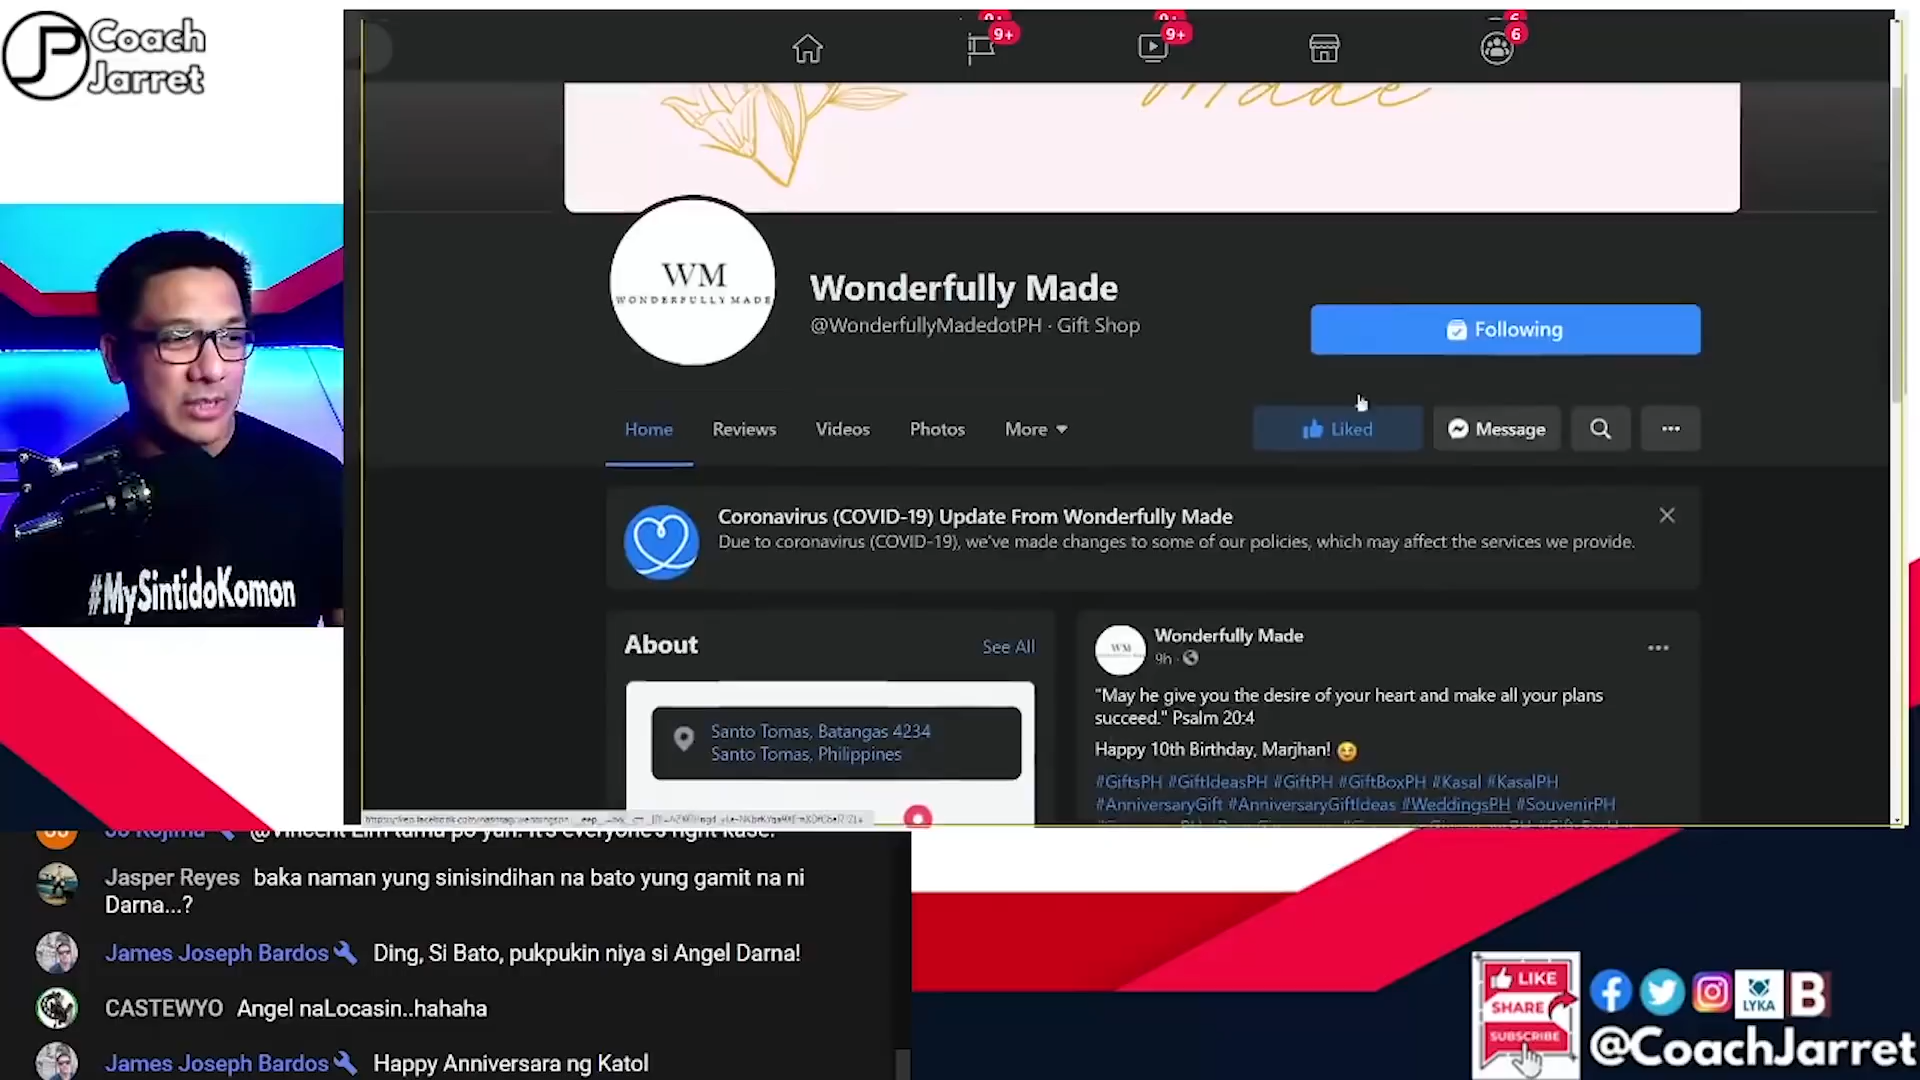 Coach
Jarret
9+
9+
6
Made
WM
WONDERFULLY MADE
Wonderfully Made
@WonderfullyMadedotPH · Gift Shop
Following
Home
Reviews
Videos
Photos
More
Liked
Message
Coronavirus (COVID-19) Update From Wonderfully Made
Due to coronavirus (COVID-19), we've made changes to some of our policies, which may affect the services we provide.
#MySintidoKomon
About
See All
Santo Tomas, Batangas 4234
Santo Tomas, Philippines
WM
Wonderfully Made
9h ·
"May he give you the desire of your heart and make all your plans
succeed." Psalm 20:4
Happy 10th Birthday, Marjhan! 😉
#GiftsPH #GiftIdeasPH #GiftPH #GiftBoxPH #Kasal #KasalPH
#AnniversaryGift #AnniversaryGiftIdeas #WeddingsPH #SouvenirPH
Jasper Reyes baka naman yung sinisindihan na bato yung gamit na ni
Darna...?
James Joseph Bardos Ding, Si Bato, pukpukin niya si Angel Darna!
CASTEWYO Angel naLocasin..hahaha
James Joseph Bardos Happy Anniversara ng Katol
LIKE
SHARE
SUBSCRIBE
LYKA
B
@CoachJarret